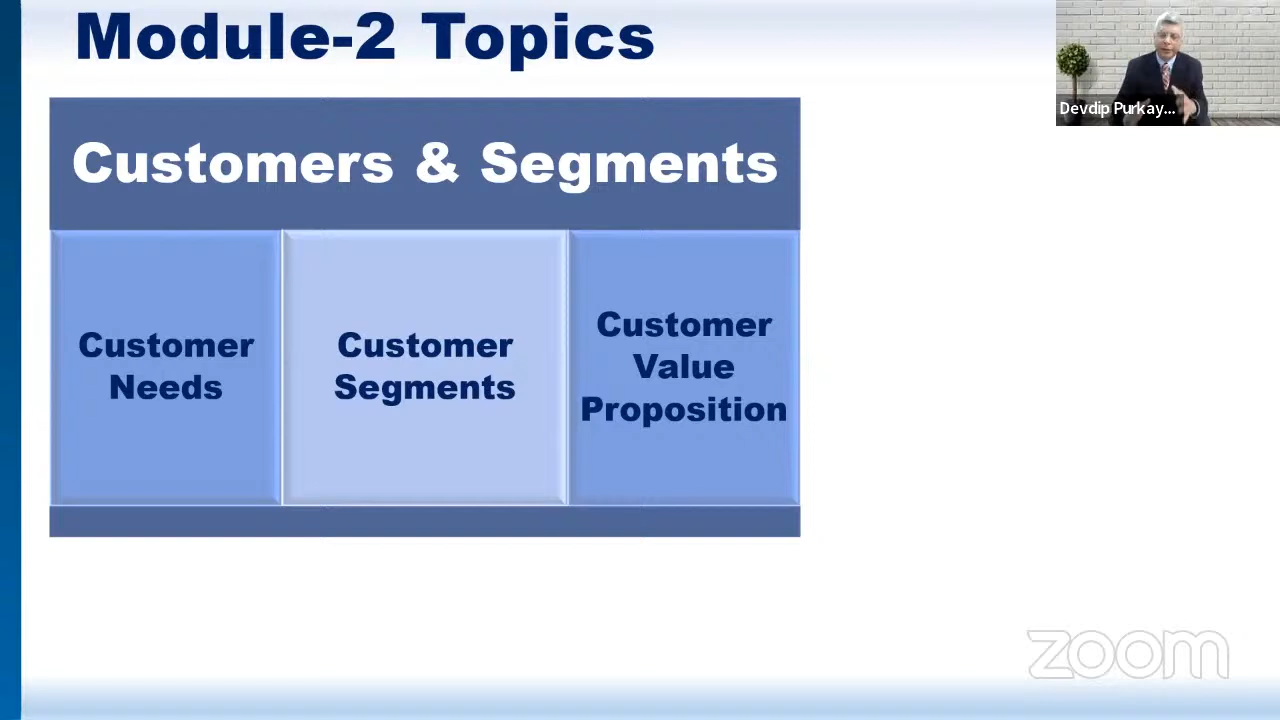 Module-2 Topics
Devdip Purkay...
Customers & Segments
Customer
Needs
Customer
Segments
Customer
Value
Proposition
zoom